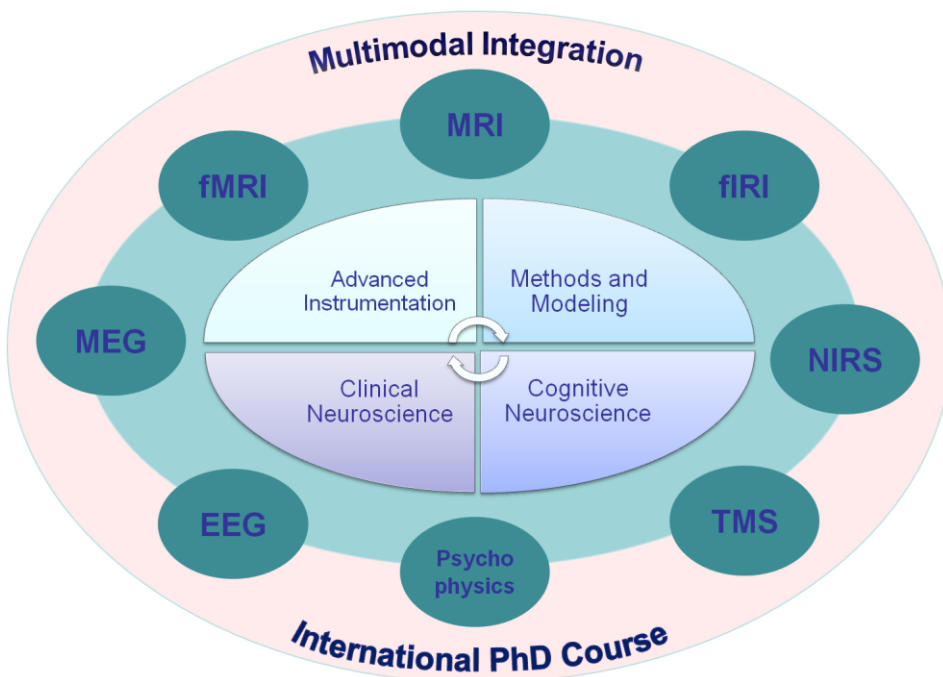 Multimodal Integration
MRI
fMRI
fIRI
Advanced
Instrumentation
Methods and
Modeling
MEG
NIRS
Clinical
Neuroscience
Cognitive
Neuroscience
EEG
TMS
Psycho
physics
International PhD Course